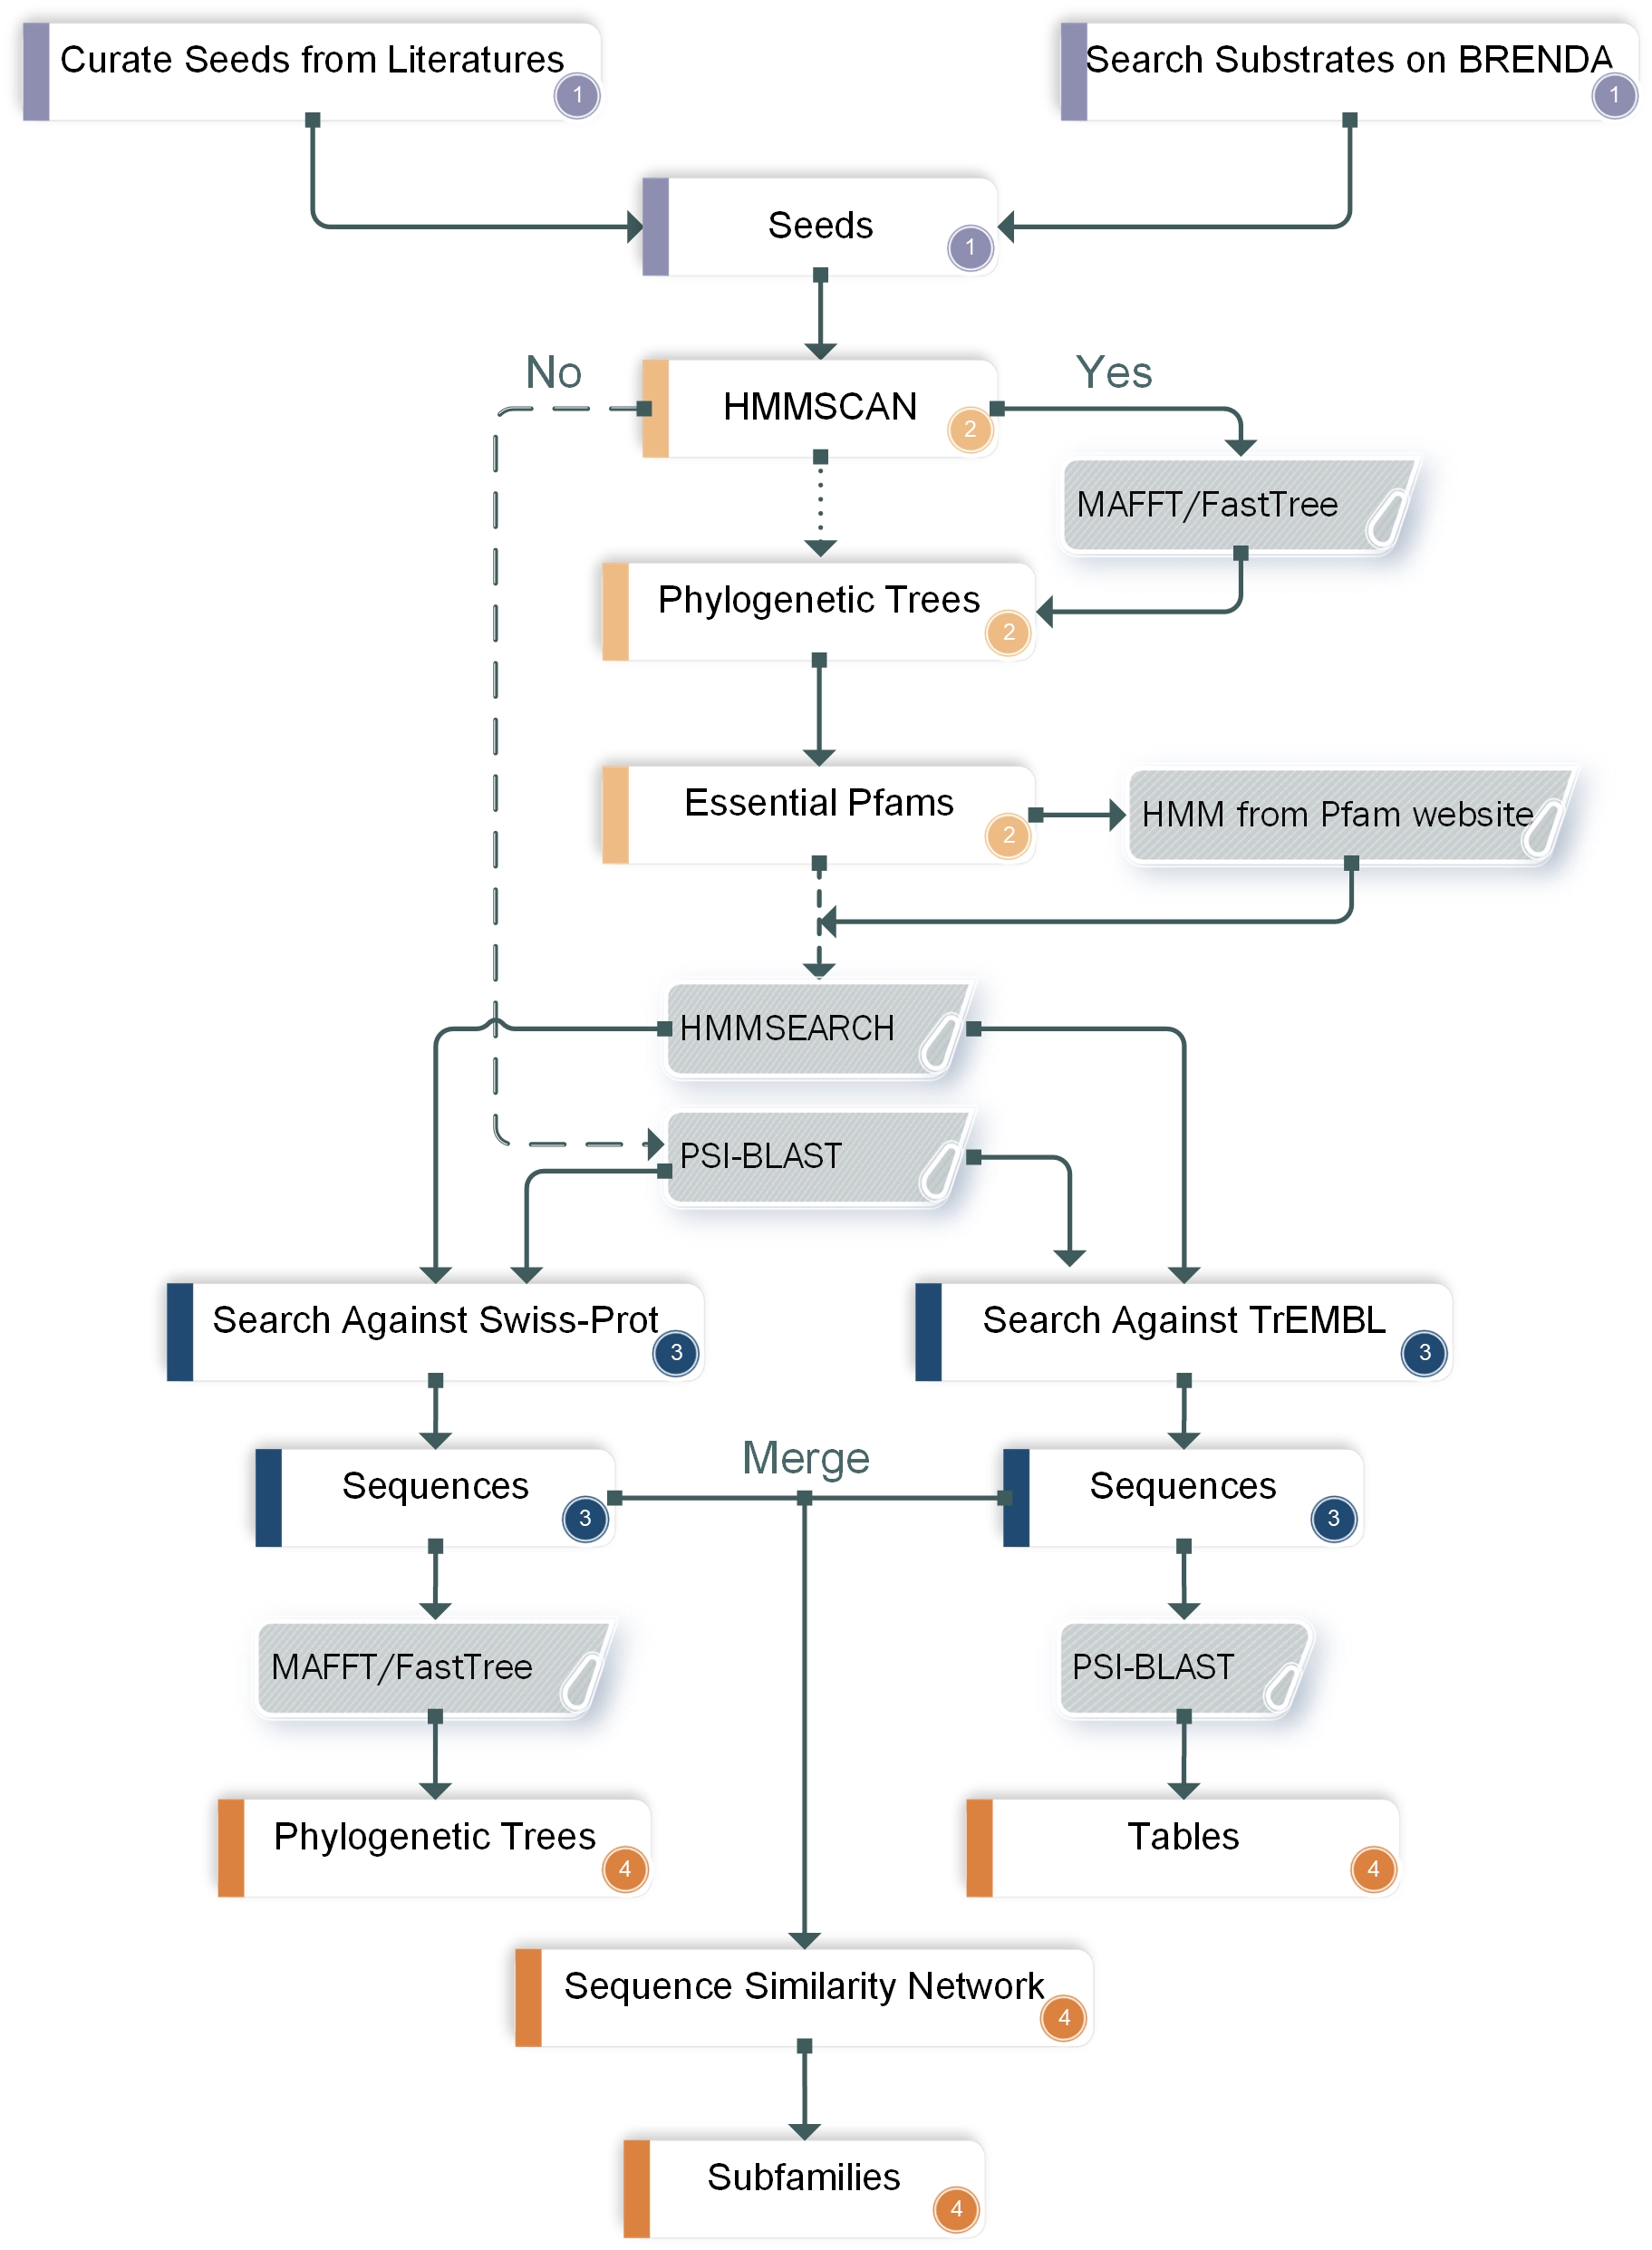 Curate Seeds from Literatures
1
Search Substrates on BRENDA
1
Seeds
1
No
HMMSCAN
2
Yes
MAFFT/FastTree
Phylogenetic Trees
2
Essential Pfams
2
HMM from Pfam website
HMMSEARCH
PSI-BLAST
Search Against Swiss-Prot
3
Search Against TrEMBL
3
Sequences
3
Merge
Sequences
3
MAFFT/FastTree
PSI-BLAST
Phylogenetic Trees
4
Tables
4
Sequence Similarity Network
4
Subfamilies
4